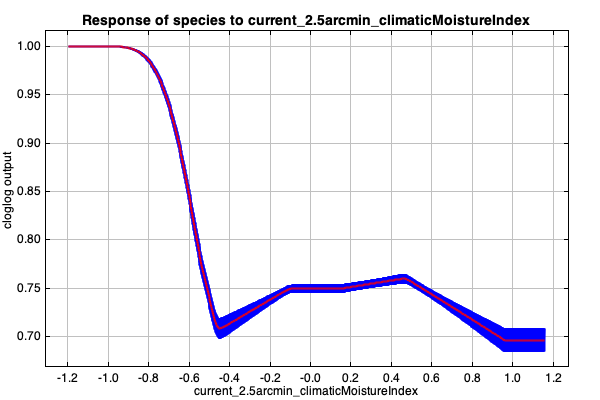 Response of species to current_2.5arcmin_climaticMoistureIndex
1.00
0.95
0.90
0.85
0.80
0.75
0.70
cloglog output
-1.2 -1.0 -0.8 -0.6 -0.4 -0.2 -0.0 0.2 0.4 0.6 0.8 1.0 1.2
current_2.5arcmin_climaticMoistureIndex